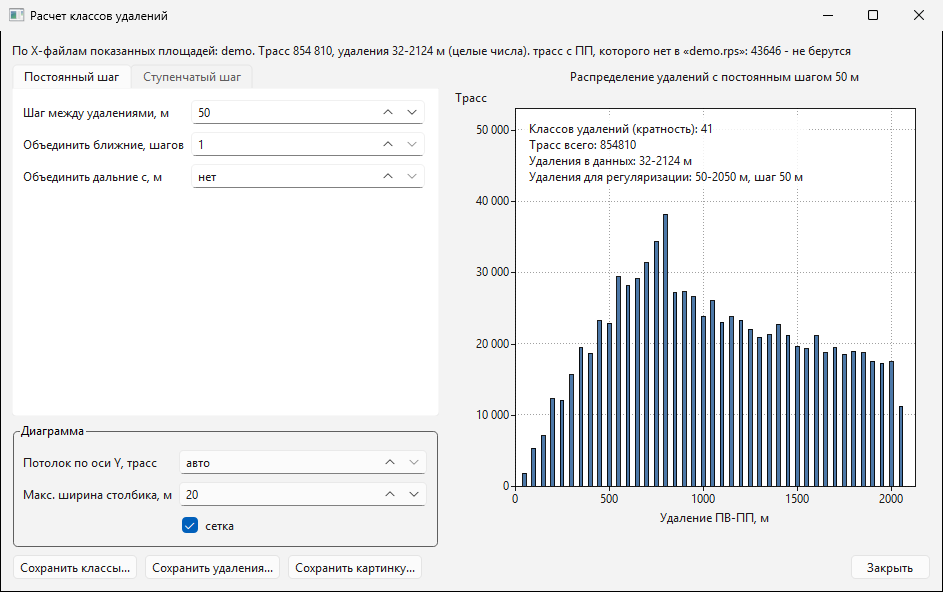 Расчет классов удалений
По X-файлам показанных площадей: demo. Трасс 854 810, удаления 32-2124 м (целые числа). трасс с ПП, которого нет в «demo.rps»: 43646 - не берутся
Постоянный шаг
Ступенчатый шаг
Шаг между удалениями, м
50
Объединить ближние, шагов
1
Объединить дальние с, м
нет
Диаграмма
Потолок по оси Y, трасс
авто
Макс. ширина столбика, м
20
сетка
Сохранить классы...
Сохранить удаления...
Сохранить картинку...
Распределение удалений с постоянным шагом 50 м
Трасс
50 000
40 000
30 000
20 000
10 000
0
Классов удалений (кратность): 41
Трасс всего: 854810
Удаления в данных: 32-2124 м
Удаления для регуляризации: 50-2050 м, шаг 50 м
0
500
1000
1500
2000
Удаление ПВ-ПП, м
Закрыть